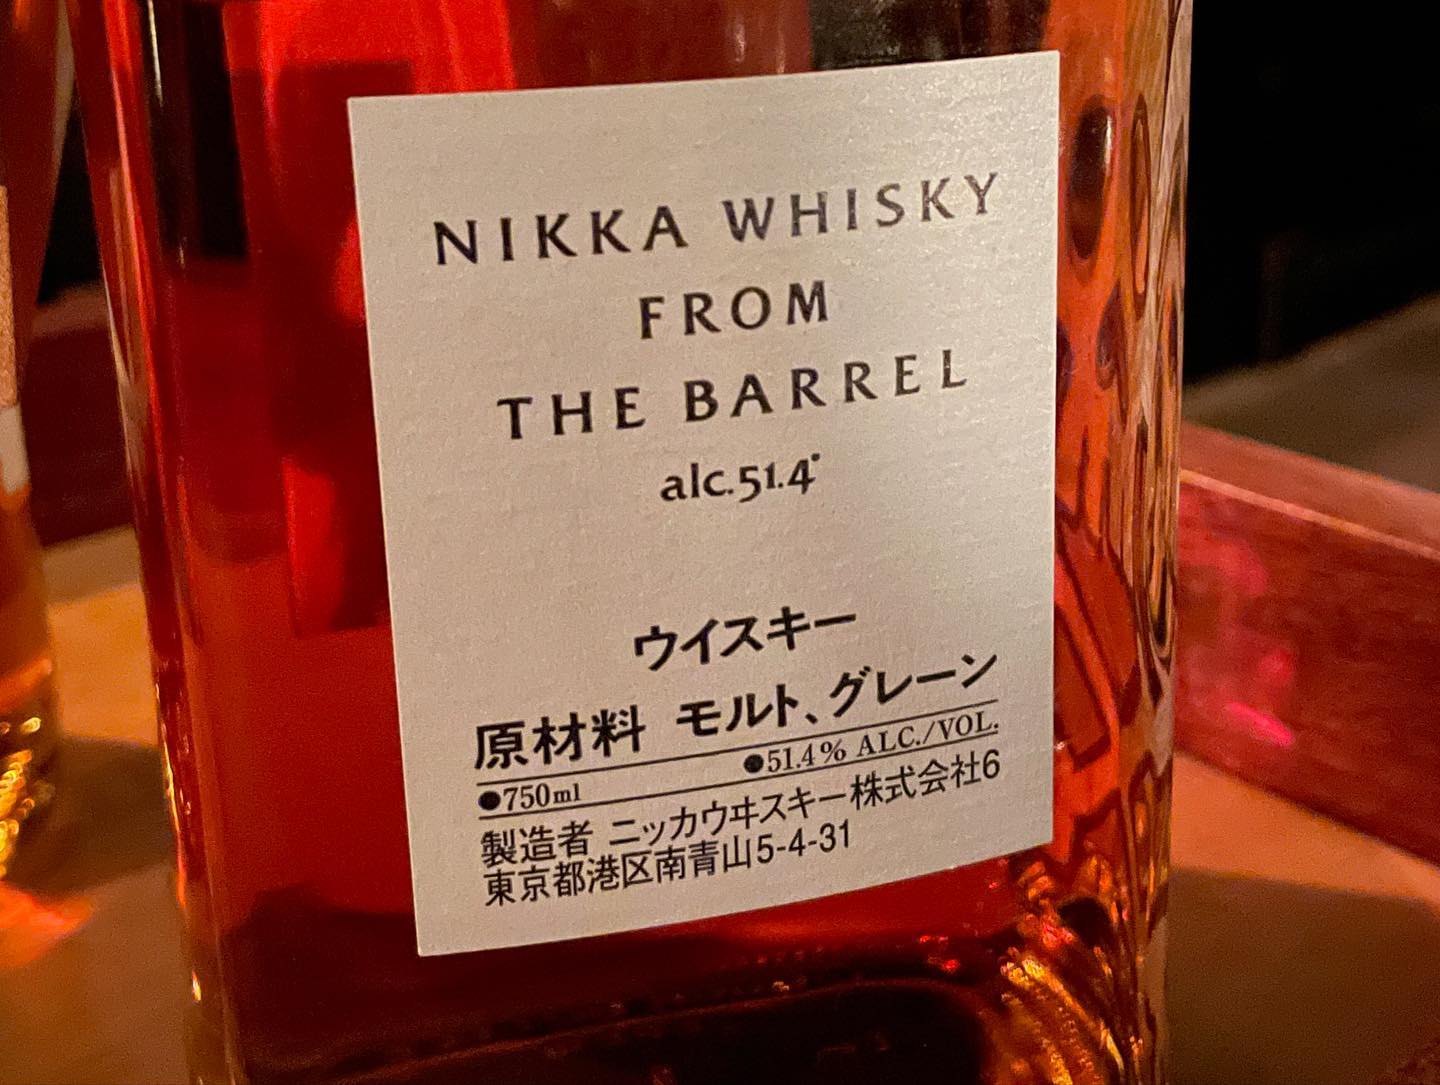 NIKKA WHISKY
FROM
THE BARREL
alc.51.4°
ウイスキー
原材料 モルト、グレーン
●750ml ●51.4% ALC./VOL.
製造者 ニッカウヰスキー株式会社6
東京都港区南青山5-4-31